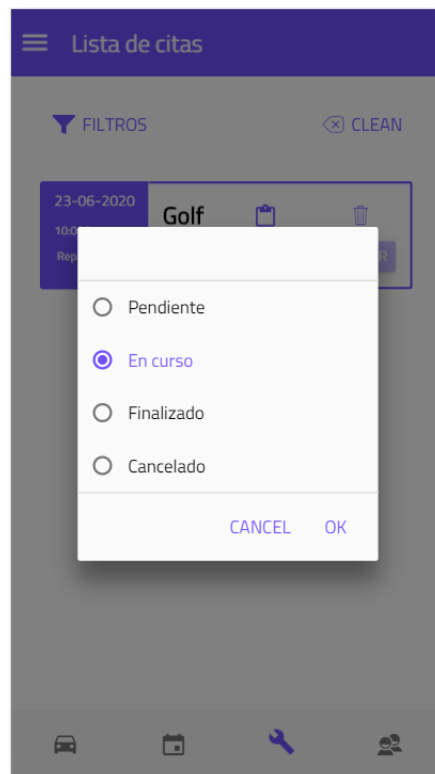 Lista de citas
FILTROS
CLEAN
23-06-2020
Golf
Pendiente
En curso
Finalizado
Cancelado
CANCEL OK